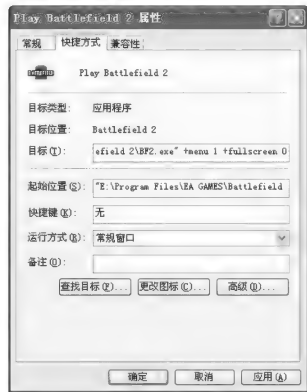 Play Battlefield 2 属性
常规 快捷方式 兼容性
Play Battlefield 2
目标类型: 应用程序
目标位置: Battlefield 2
目标(T): efield 2\BF2.exe" +menu 1 +fullscreen 0
起始位置(S): "E:\Program Files\EA GAMES\Battlefield
快捷键(K): 无
运行方式(R): 常规窗口
备注(O):
查找目标(F)... 更改图标(C)... 高级(D)...
确定 取消 应用(A)